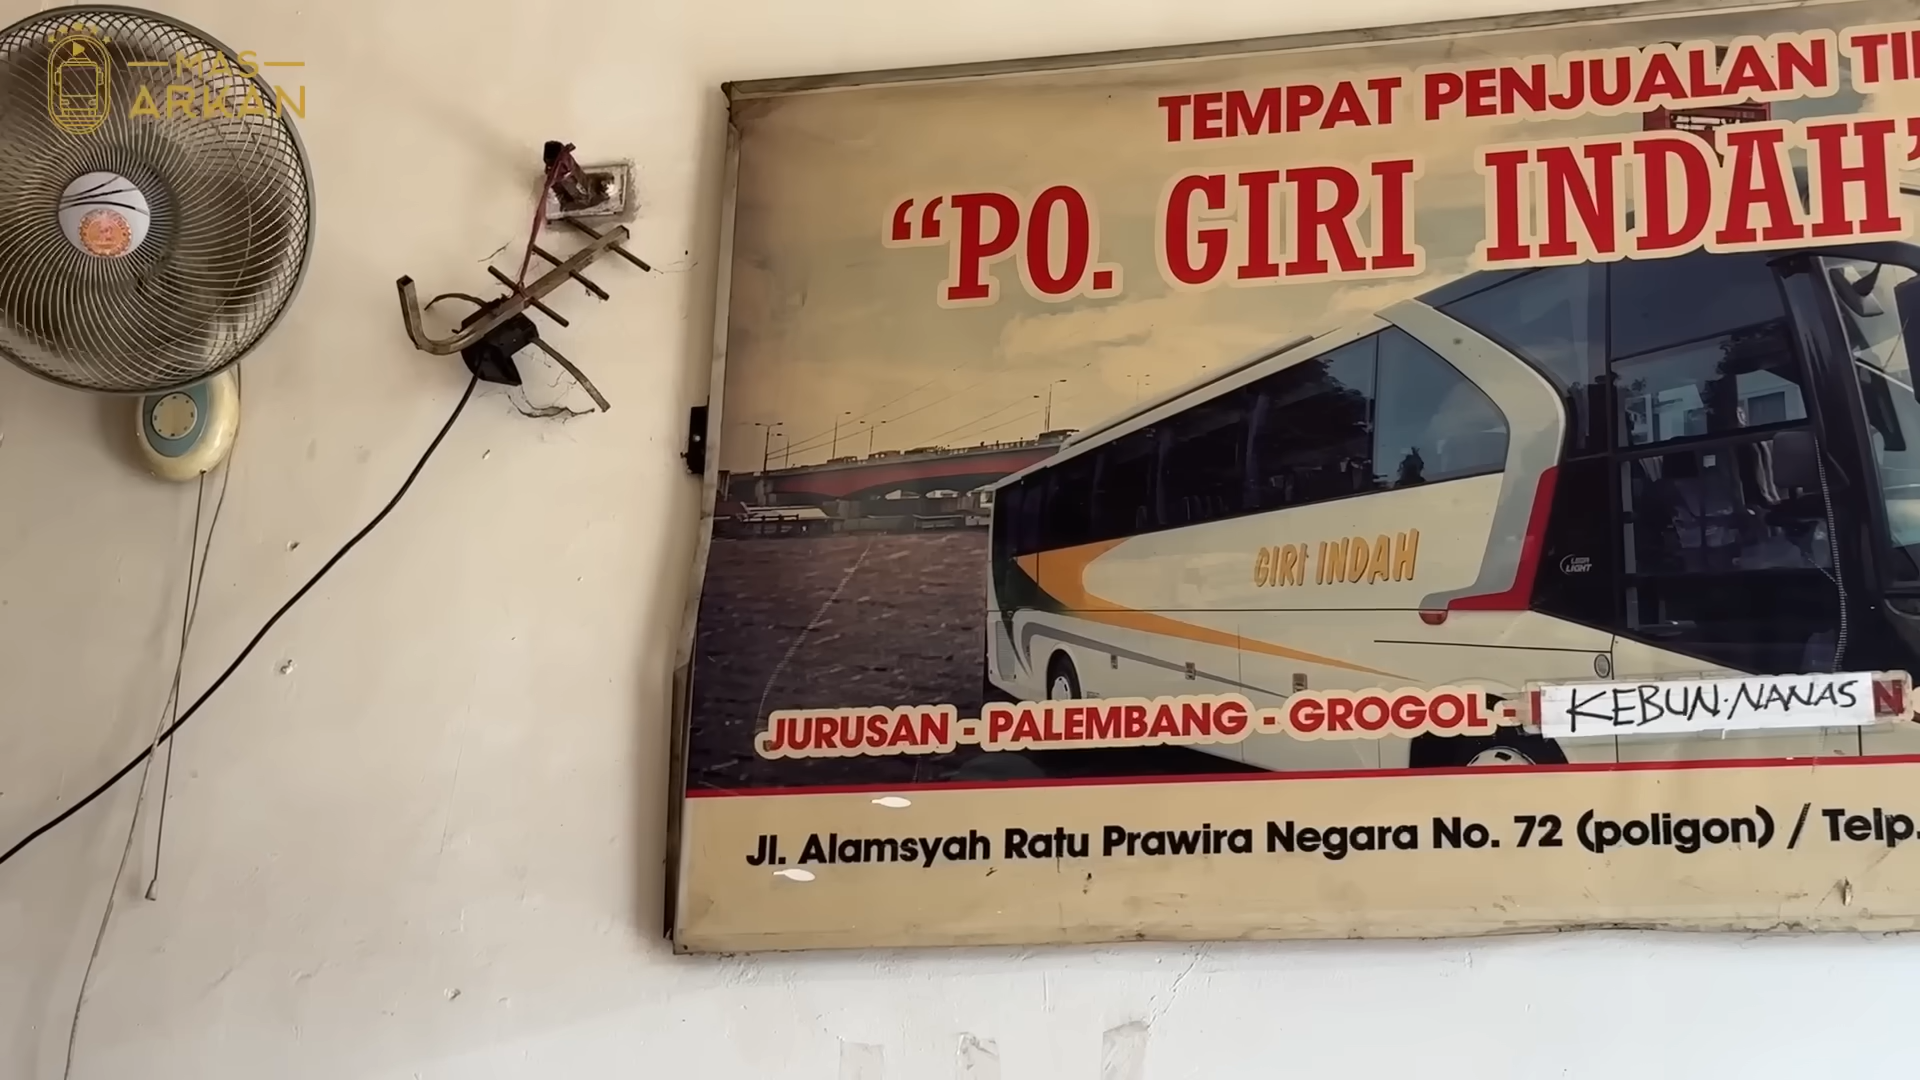 MAS
ARKAN
TEMPAT PENJUALAN
"PO. GIRI INDAH"
GIRI INDAH
JURUSAN - PALEMBANG - GROGOL - KEBUN.NANAS
Jl. Alamsyah Ratu Prawira Negara No. 72 (poligon) / Telp.